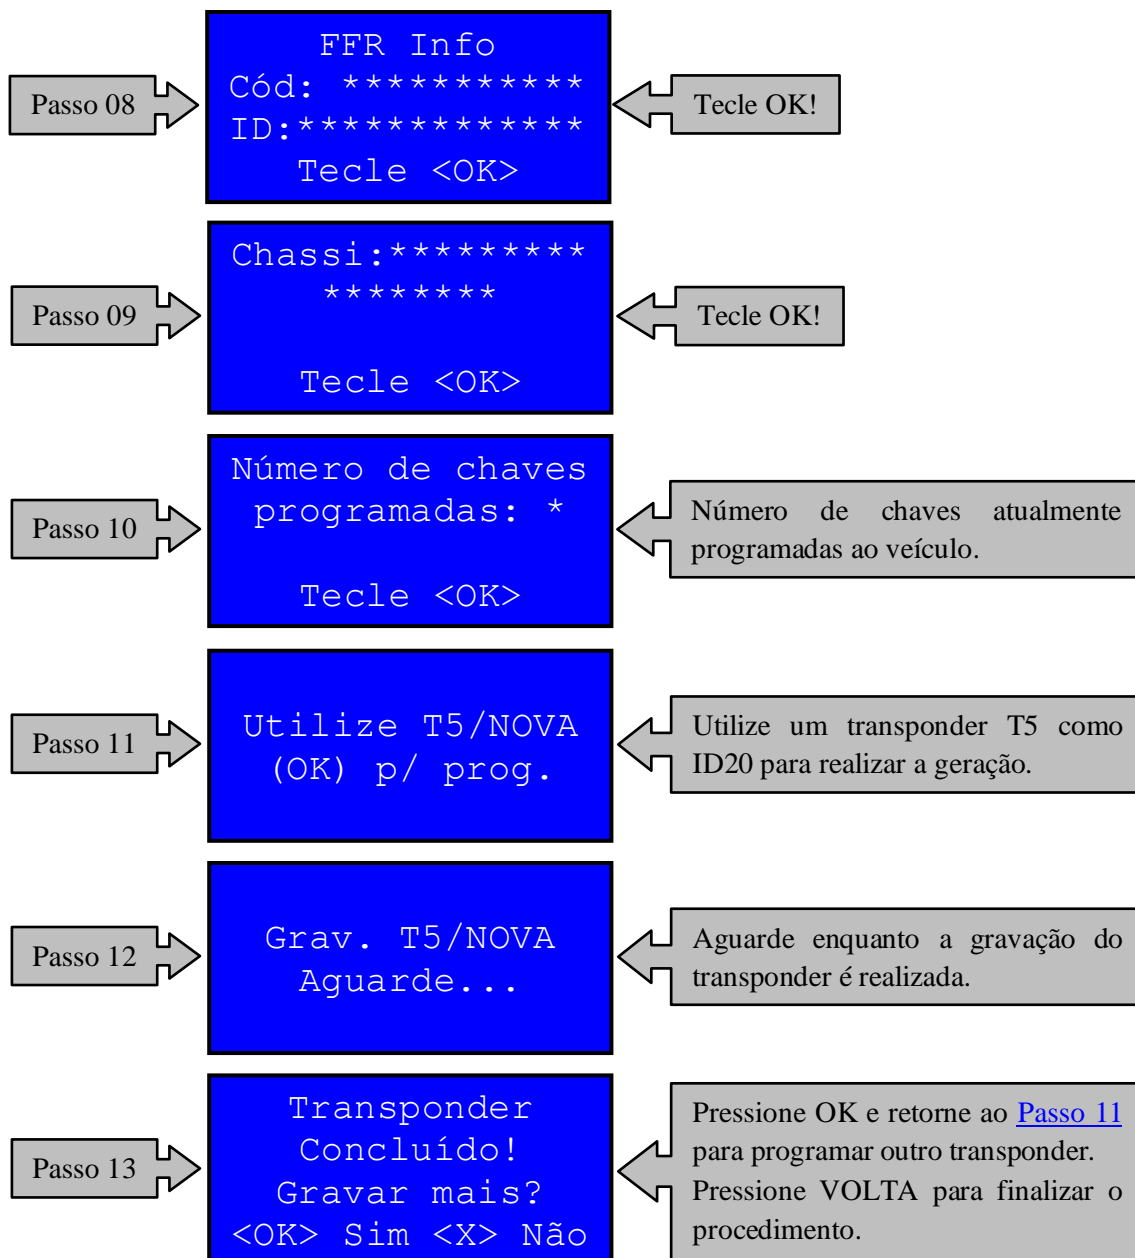 Passo 08
FFR Info
Cód: ***********
ID:*************
Tecle <OK>
Tecle OK!
Passo 09
Chassi:*********
********
Tecle <OK>
Tecle OK!
Passo 10
Número de chaves
programadas: *
Tecle <OK>
Número de chaves atualmente
programadas ao veículo.
Passo 11
Utilize T5/NOVA
(OK) p/ prog.
Utilize um transponder T5 como
ID20 para realizar a geração.
Passo 12
Grav. T5/NOVA
Aguarde...
Aguarde enquanto a gravação do
transponder é realizada.
Passo 13
Transponder
Concluído!
Gravar mais?
<OK> Sim <X> Não
Pressione OK e retorne ao Passo 11
para programar outro transponder.
Pressione VOLTA para finalizar o
procedimento.